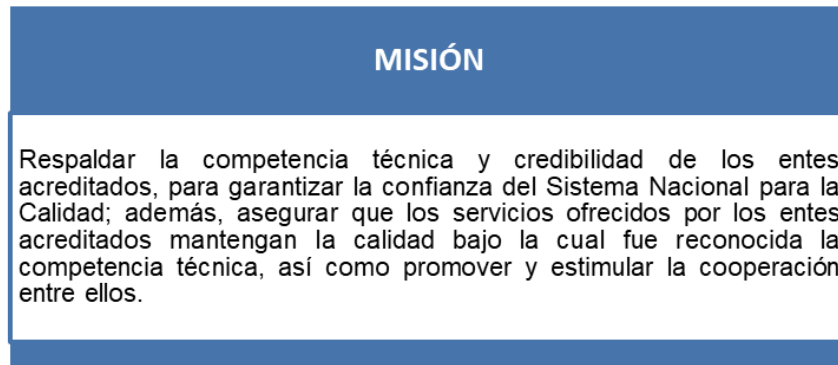 MISIÓN
Respaldar la competencia técnica y credibilidad de los entes
acreditados, para garantizar la confianza del Sistema Nacional para la
Calidad; además, asegurar que los servicios ofrecidos por los entes
acreditados mantengan la calidad bajo la cual fue reconocida la
competencia técnica, así como promover y estimular la cooperación
entre ellos.